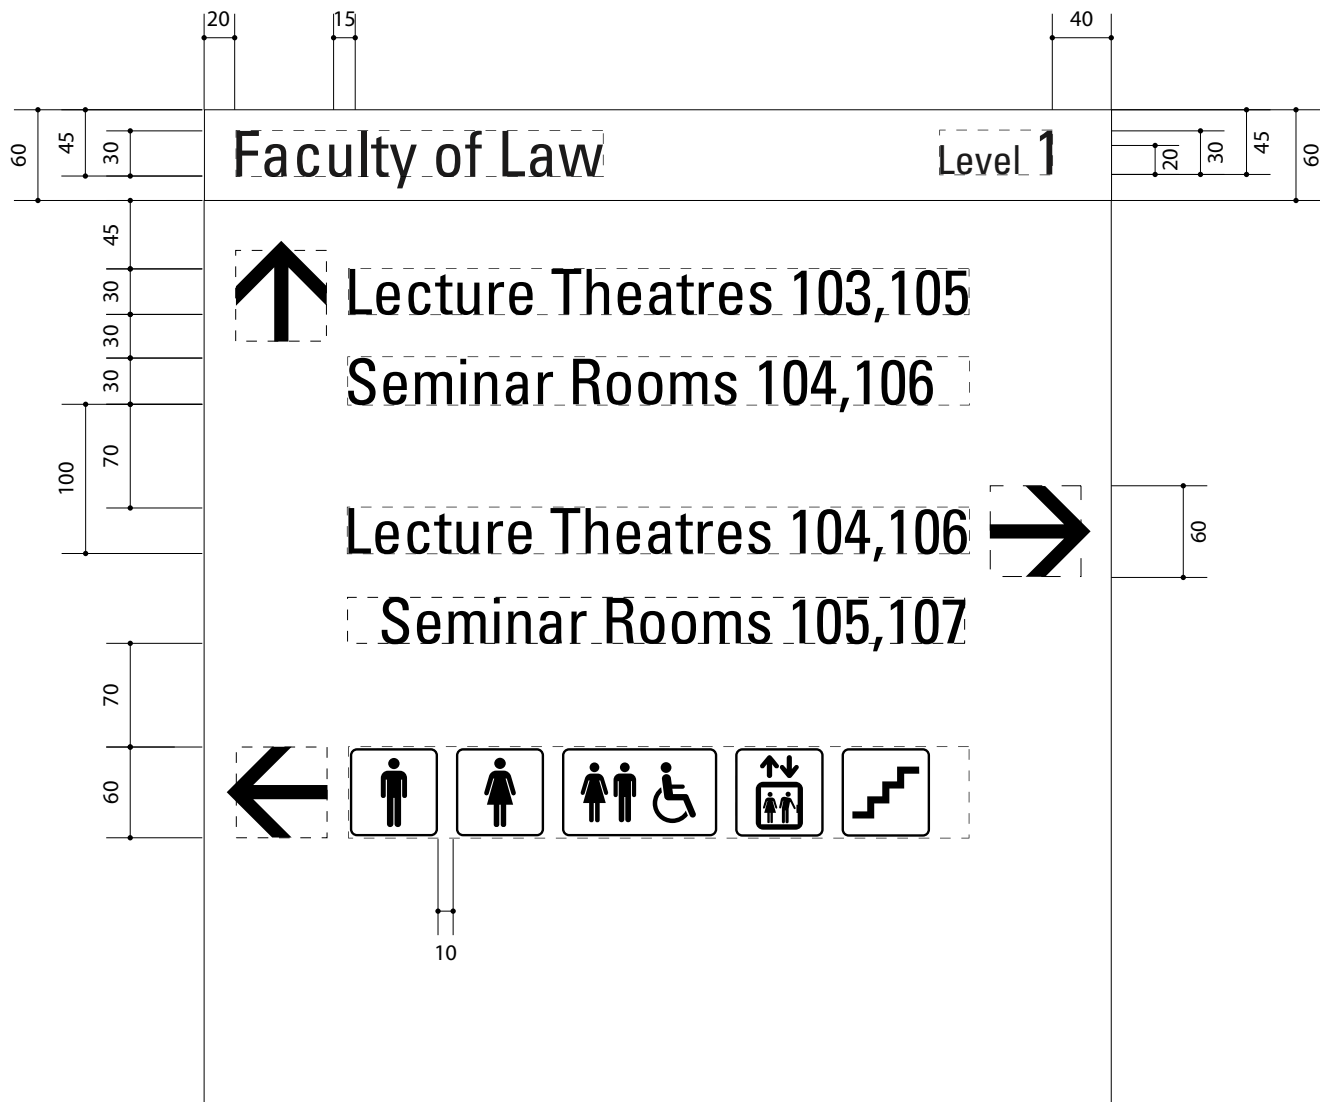 20 15 40
60 45 30 Faculty of Law Level 1 20 30 45 60
45
30 Lecture Theatres 103,105
30
30 Seminar Rooms 104,106
100 70
Lecture Theatres 104,106 60
Seminar Rooms 105,107
70
60
10